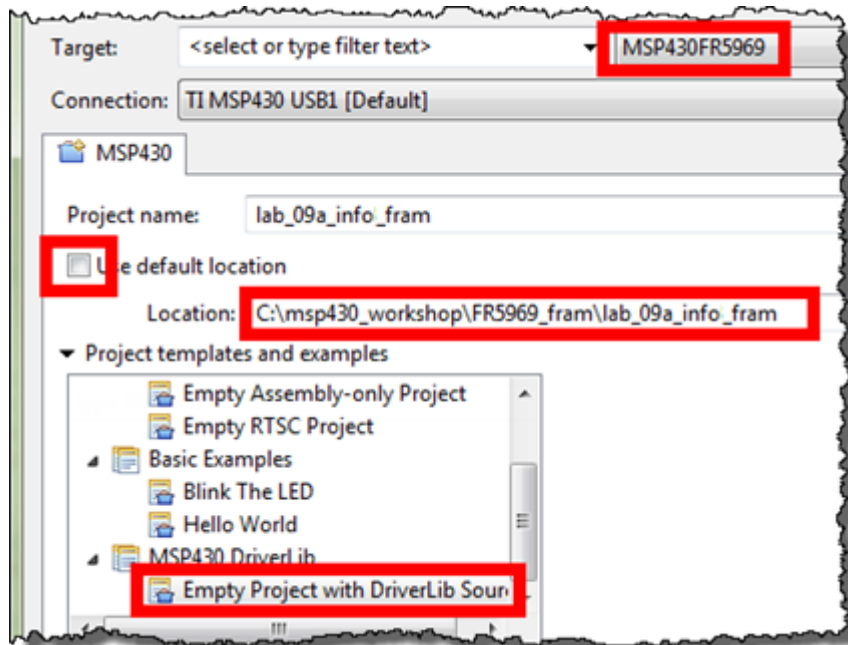 Target: <select or type filter text> MSP430FR5969
Connection: TI MSP430 USB1 [Default]
MSP430
Project name: lab_09a_info_fram
Use default location
Location: C:\msp430_workshop\FR5969_fram\lab_09a_info_fram
Project templates and examples
Empty Assembly-only Project
Empty RTSC Project
Basic Examples
Blink The LED
Hello World
MSP430 DriverLib
Empty Project with DriverLib Sour